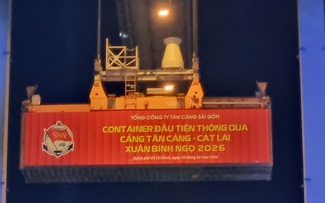 TỔNG CÔNG TY TÂN CẢNG SÀI GÒN
CONTAINER ĐẦU TIÊN THÔNG QUA
CẢNG TÂN CẢNG - CÁT LÁI
XUÂN BÍNH NGỌ 2026